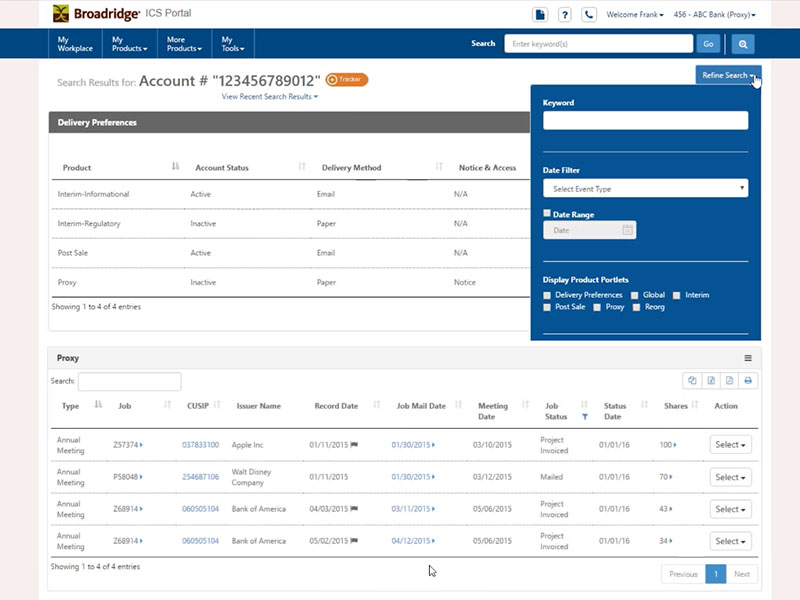 Broadridge® ICS Portal
? Welcome Frank 456 - ABC Bank (Proxy)
My Workplace My Products More Products My Tools Search Enter keyword(s) Go
Search Results for: Account # "123456789012" Tracker
View Recent Search Results
Refine Search
Keyword
Date Filter
Select Event Type
Date Range
Date
Display Product Portlets
Delivery Preferences Global Interim
Post Sale Proxy Reorg
Delivery Preferences
Product Account Status Delivery Method Notice & Access
Interim-Informational Active Email N/A
Interim-Regulatory Inactive Paper N/A
Post Sale Active Email N/A
Proxy Inactive Paper Notice
Showing 1 to 4 of 4 entries
Proxy
Search:
Type Job CUSIP Issuer Name Record Date Job Mail Date Meeting Date Job Status Status Date Shares Action
Annual Meeting Z57374 037833100 Apple Inc 01/11/2015 01/30/2015 03/10/2015 Project Invoiced 01/01/16 100 Select
Annual Meeting P58048 254687106 Walt Disney Company 01/11/2015 01/30/2015 03/12/2015 Mailed 01/01/16 70 Select
Annual Meeting Z68914 060505104 Bank of America 04/03/2015 03/11/2015 05/06/2015 Project Invoiced 01/01/16 43 Select
Annual Meeting Z68914 060505104 Bank of America 05/02/2015 04/12/2015 05/06/2015 Project Invoiced 01/01/16 34 Select
Showing 1 to 4 of 4 entries
Previous 1 Next